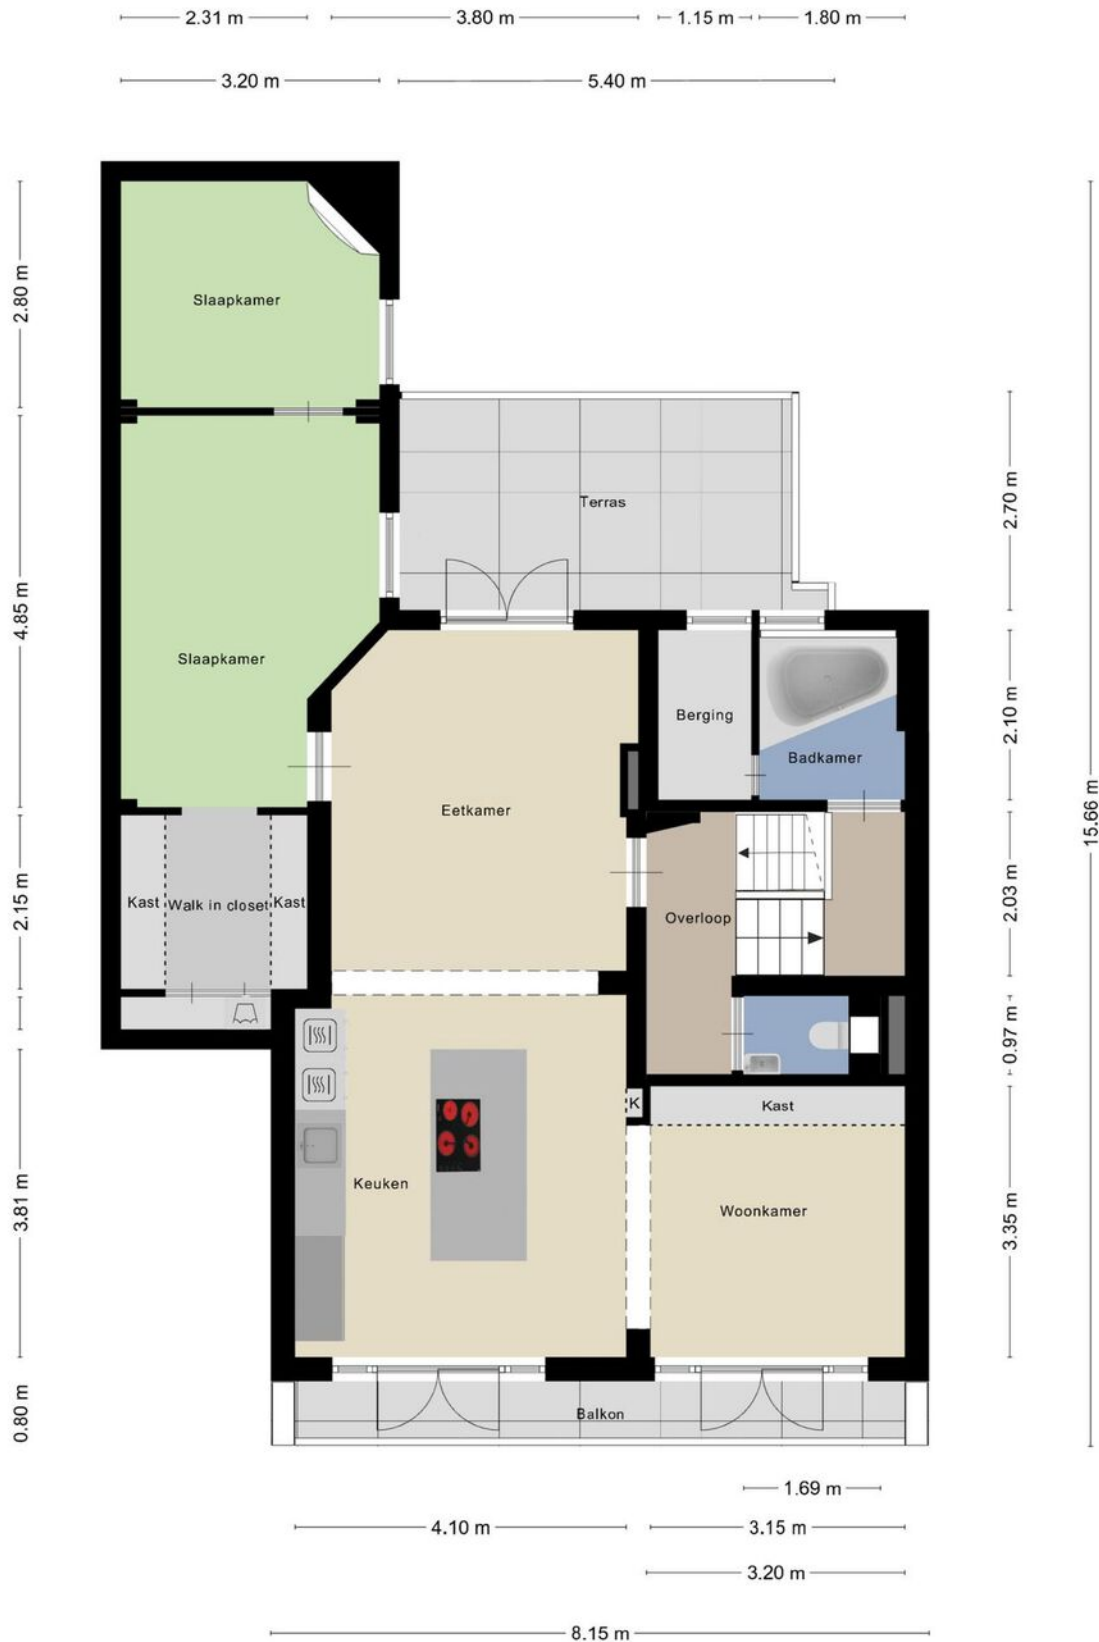 2.31 m
3.80 m
1.15 m
1.80 m
3.20 m
5.40 m
2.80 m
Slaapkamer
15.66 m
2.70 m
Terras
4.85 m
Slaapkamer
2.10 m
Berging
Badkamer
Eetkamer
2.15 m
Kast
Walk in closet
Kast
Overloop
2.03 m
0.97 m
K
Kast
3.81 m
Keuken
Woonkamer
3.35 m
0.80 m
Balkon
1.69 m
4.10 m
3.15 m
3.20 m
8.15 m